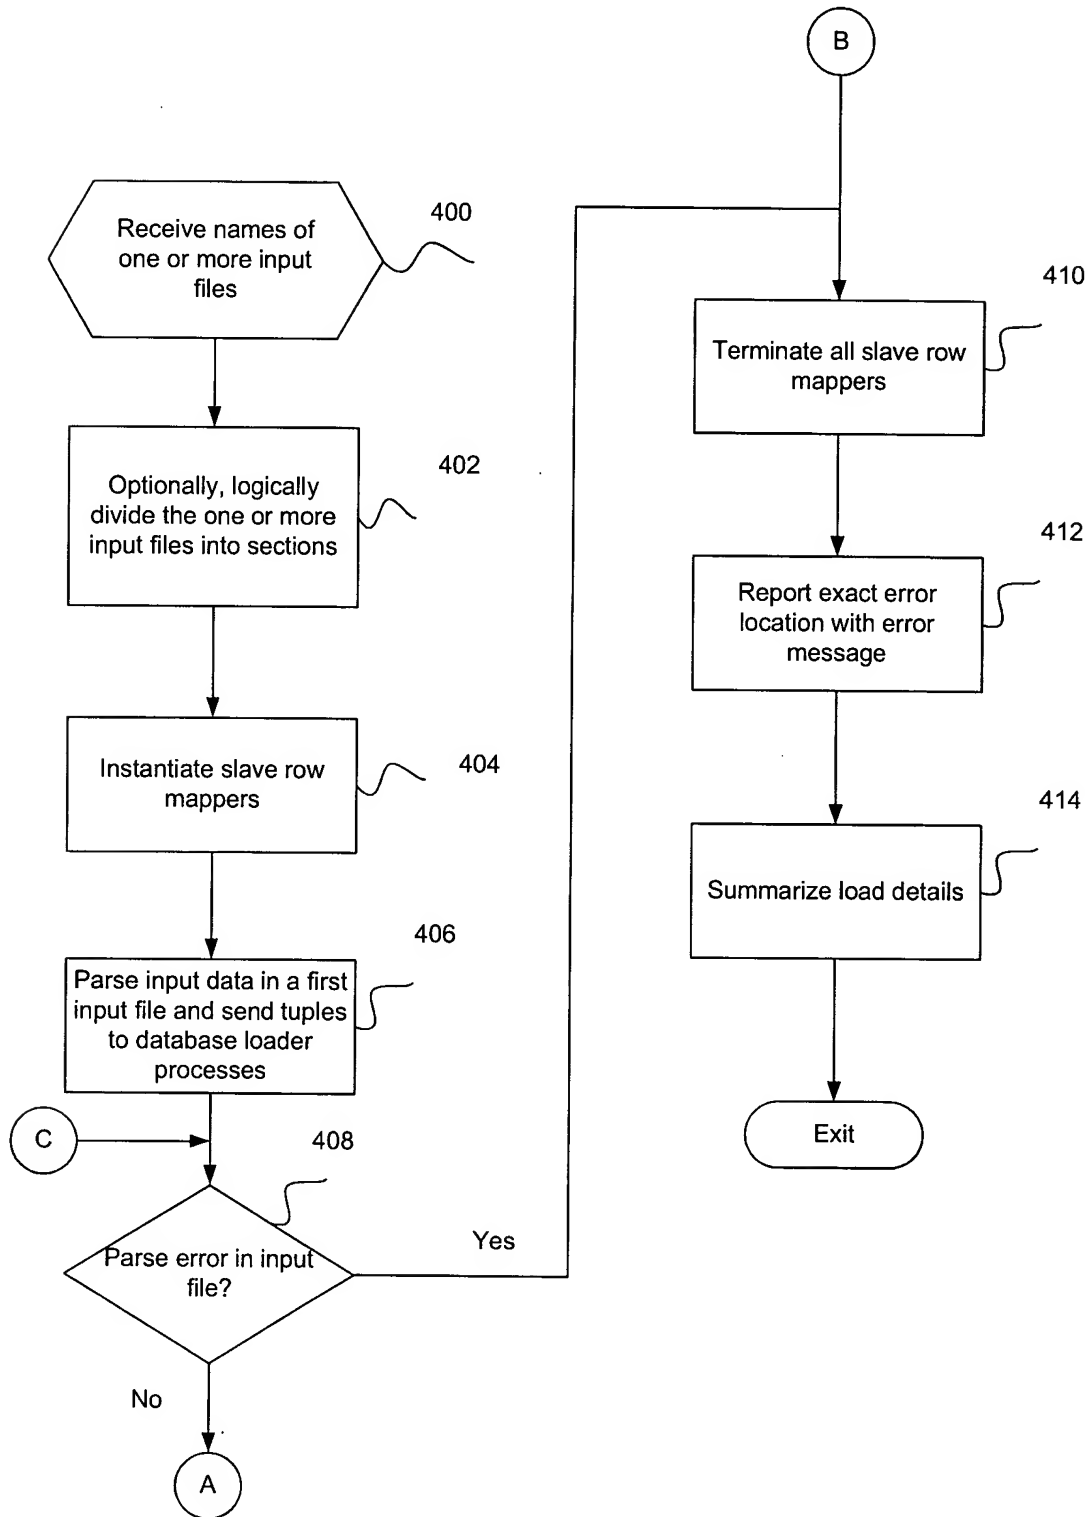 B
400
Receive names of
one or more input
files
402
Optionally, logically
divide the one or more
input files into sections
404
Instantiate slave row
mappers
406
Parse input data in a first
input file and send tuples
to database loader
processes
C
408
Parse error in input
file?
Yes
No
A
410
Terminate all slave row
mappers
412
Report exact error
location with error
message
414
Summarize load details
Exit